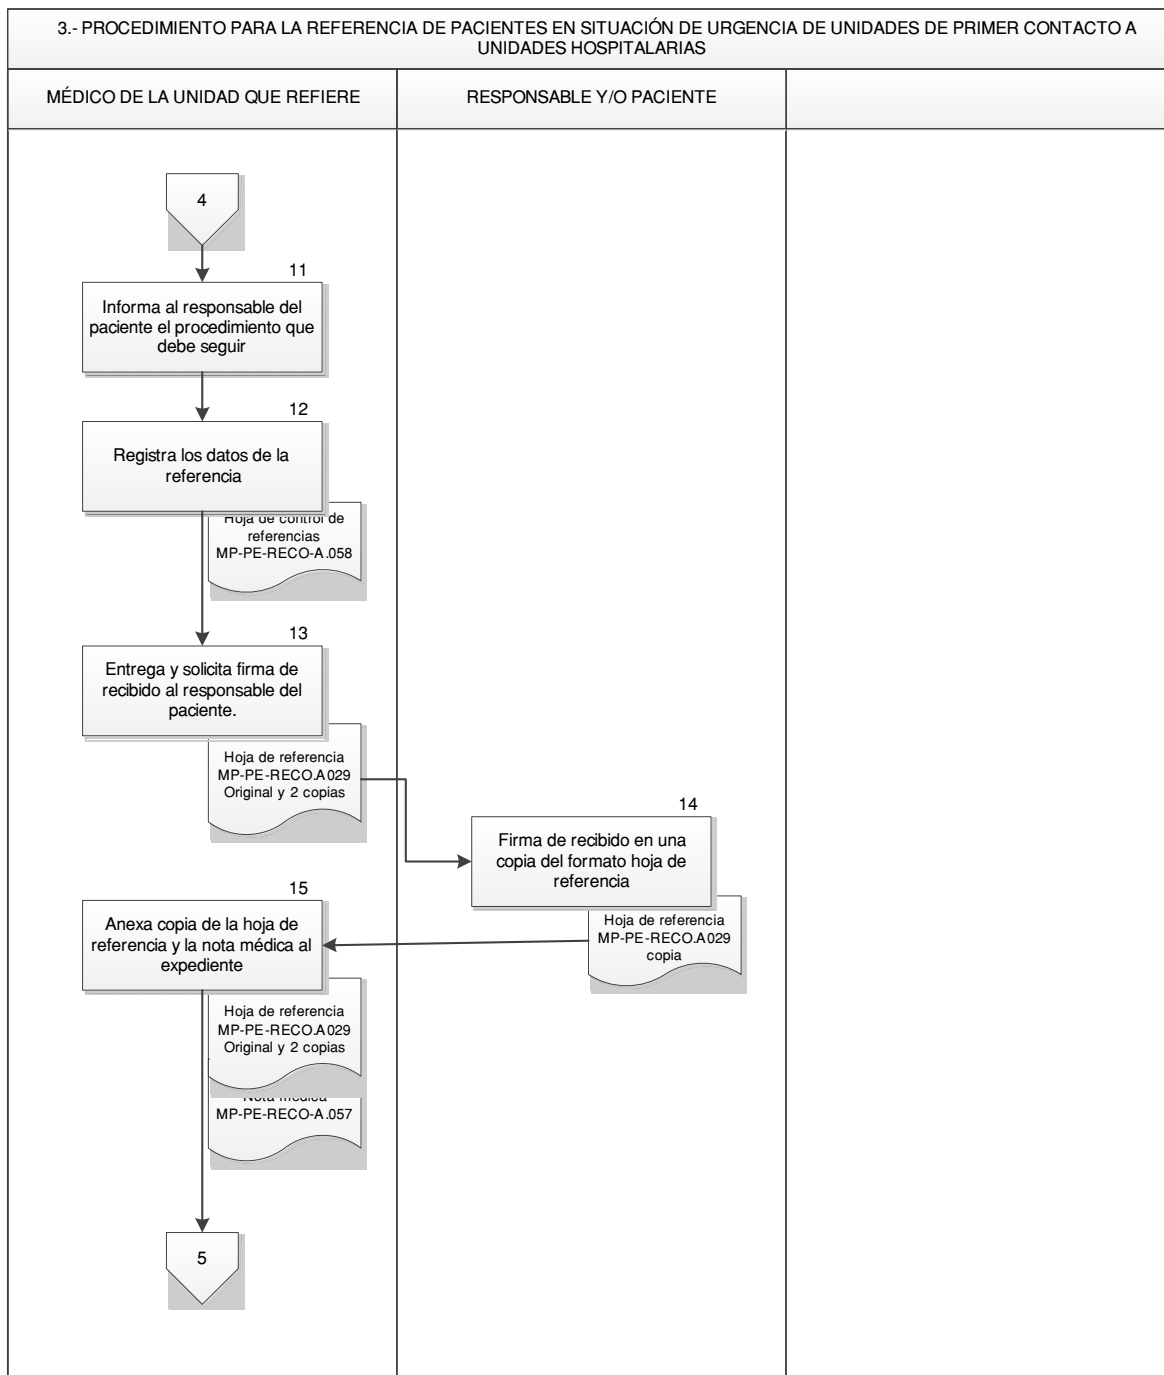 3.- PROCEDIMIENTO PARA LA REFERENCIA DE PACIENTES EN SITUACIÓN DE URGENCIA DE UNIDADES DE PRIMER CONTACTO A
UNIDADES HOSPITALARIAS
MÉDICO DE LA UNIDAD QUE REFIERE
RESPONSABLE Y/O PACIENTE
4
11
Informa al responsable del
paciente el procedimiento que
debe seguir
12
Registra los datos de la
referencia
Hoja de control de
referencias
MP-PE-RECO-A.058
13
Entrega y solicita firma de
recibido al responsable del
paciente.
Hoja de referencia
MP-PE-RECO.A029
Original y 2 copias
14
Firma de recibido en una
copia del formato hoja de
referencia
Hoja de referencia
MP-PE-RECO.A029
copia
15
Anexa copia de la hoja de
referencia y la nota médica al
expediente
Hoja de referencia
MP-PE-RECO.A029
Original y 2 copias
Nota médica
MP-PE-RECO-A.057
5